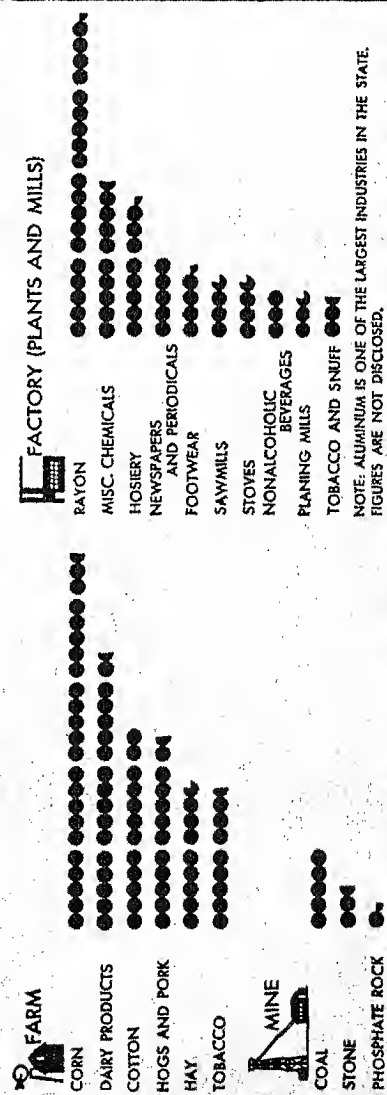 FARM
CORN
DAIRY PRODUCTS
COTTON
HOGS AND PORK
HAY
TOBACCO
MINE
COAL
STONE
PHOSPHATE ROCK
FACTORY (PLANTS AND MILLS)
RAYON
MISC. CHEMICALS
HOSIERY
NEWSPAPERS
AND PERIODICALS
FOOTWEAR
SAWMILLS
STOVES
NONALCOHOLIC
BEVERAGES
PLANING MILLS
TOBACCO AND SNUFF
NOTE: ALUMINUM IS ONE OF THE LARGEST INDUSTRIES IN THE STATE.
FIGURES ARE NOT DISCLOSED.